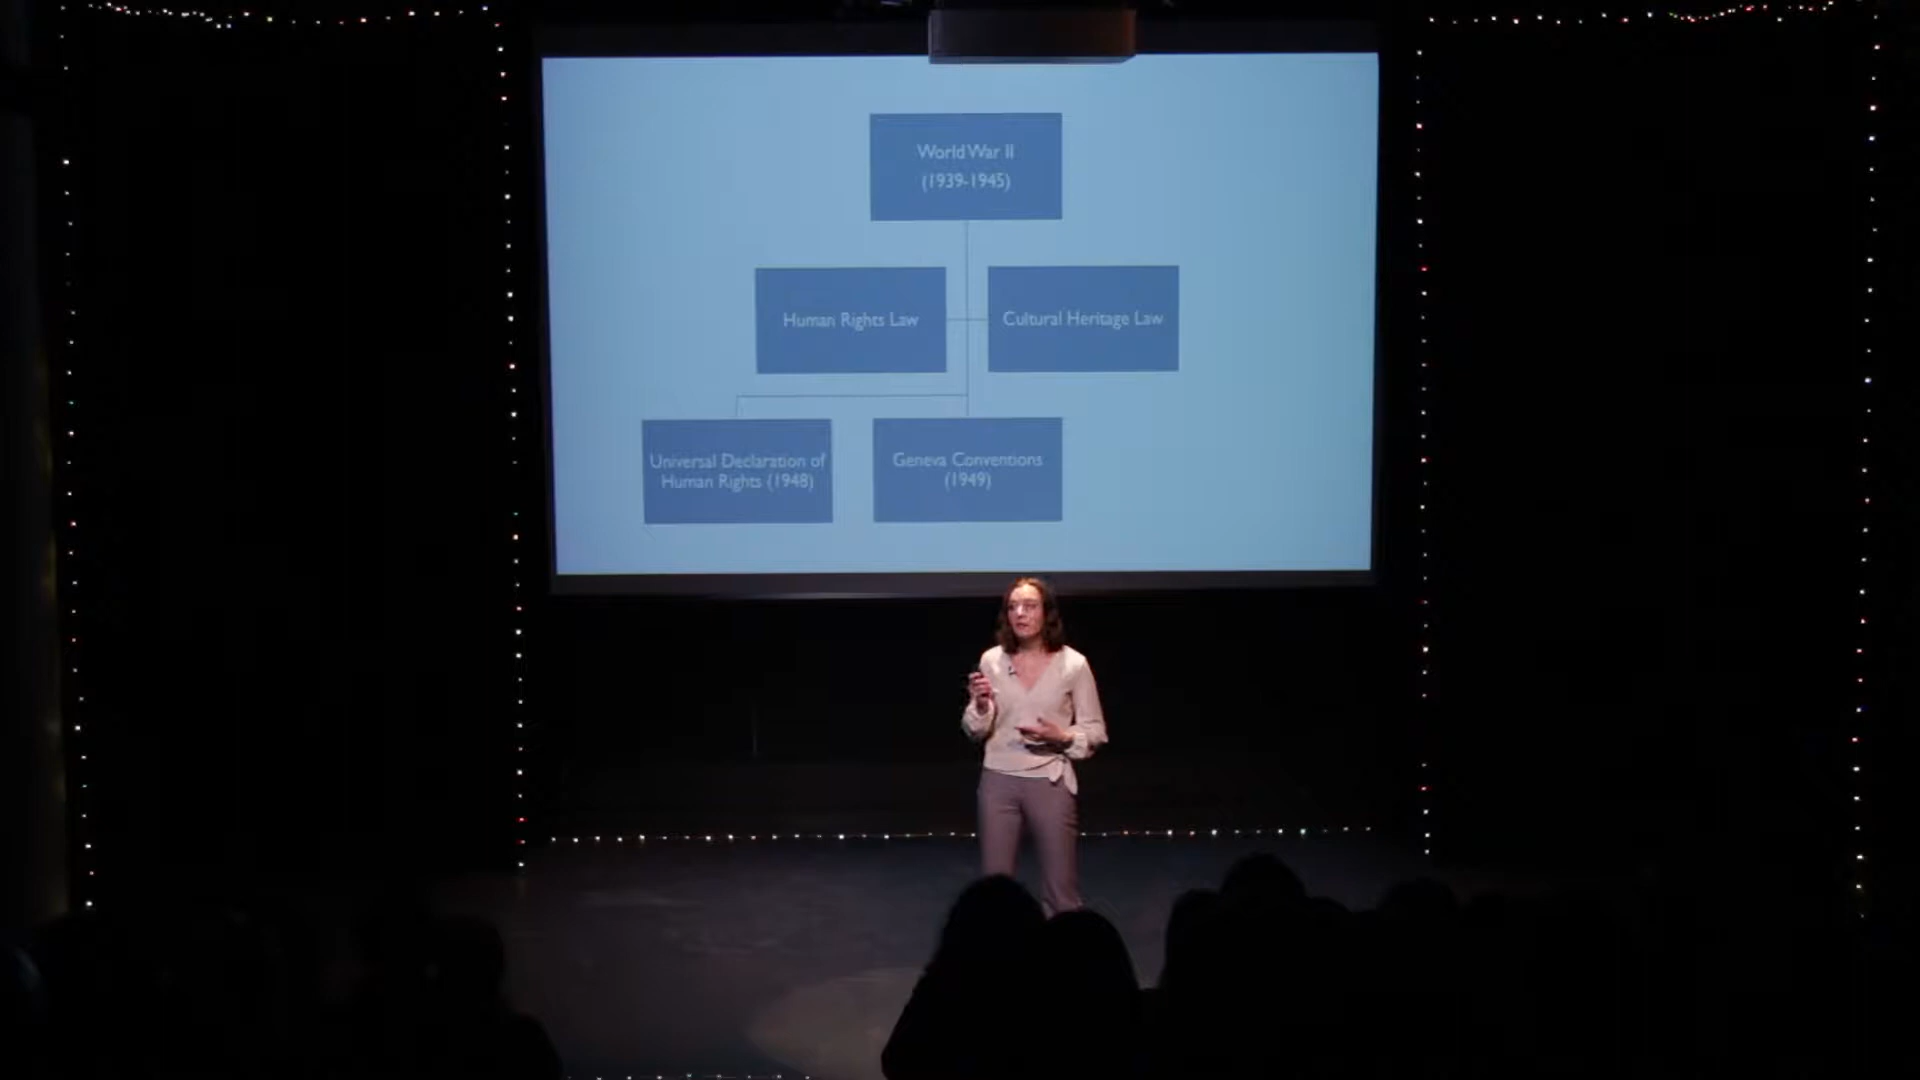 World War II
(1939-1945)
Human Rights Law
Cultural Heritage Law
Universal Declaration of
Human Rights (1948)
Geneva Conventions
(1949)